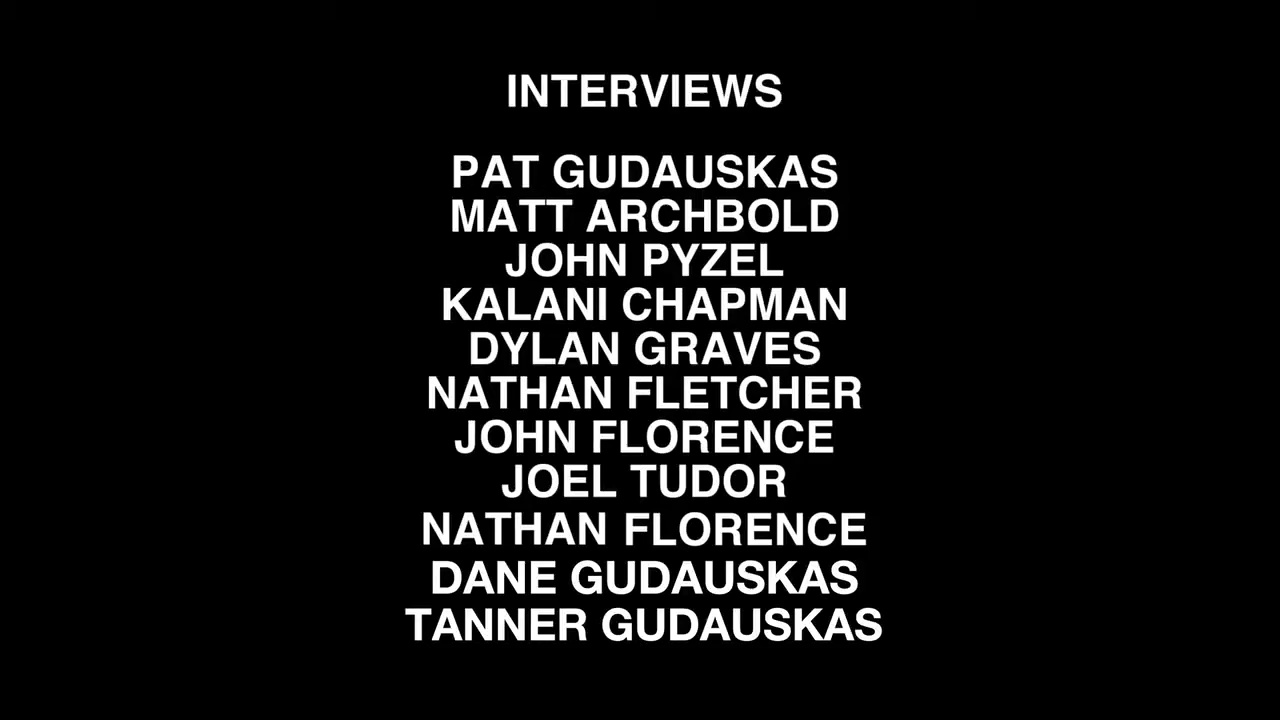 INTERVIEWS
PAT GUDAUSKAS
MATT ARCHBOLD
JOHN PYZEL
KALANI CHAPMAN
DYLAN GRAVES
NATHAN FLETCHER
JOHN FLORENCE
JOEL TUDOR
NATHAN FLORENCE
DANE GUDAUSKAS
TANNER GUDAUSKAS